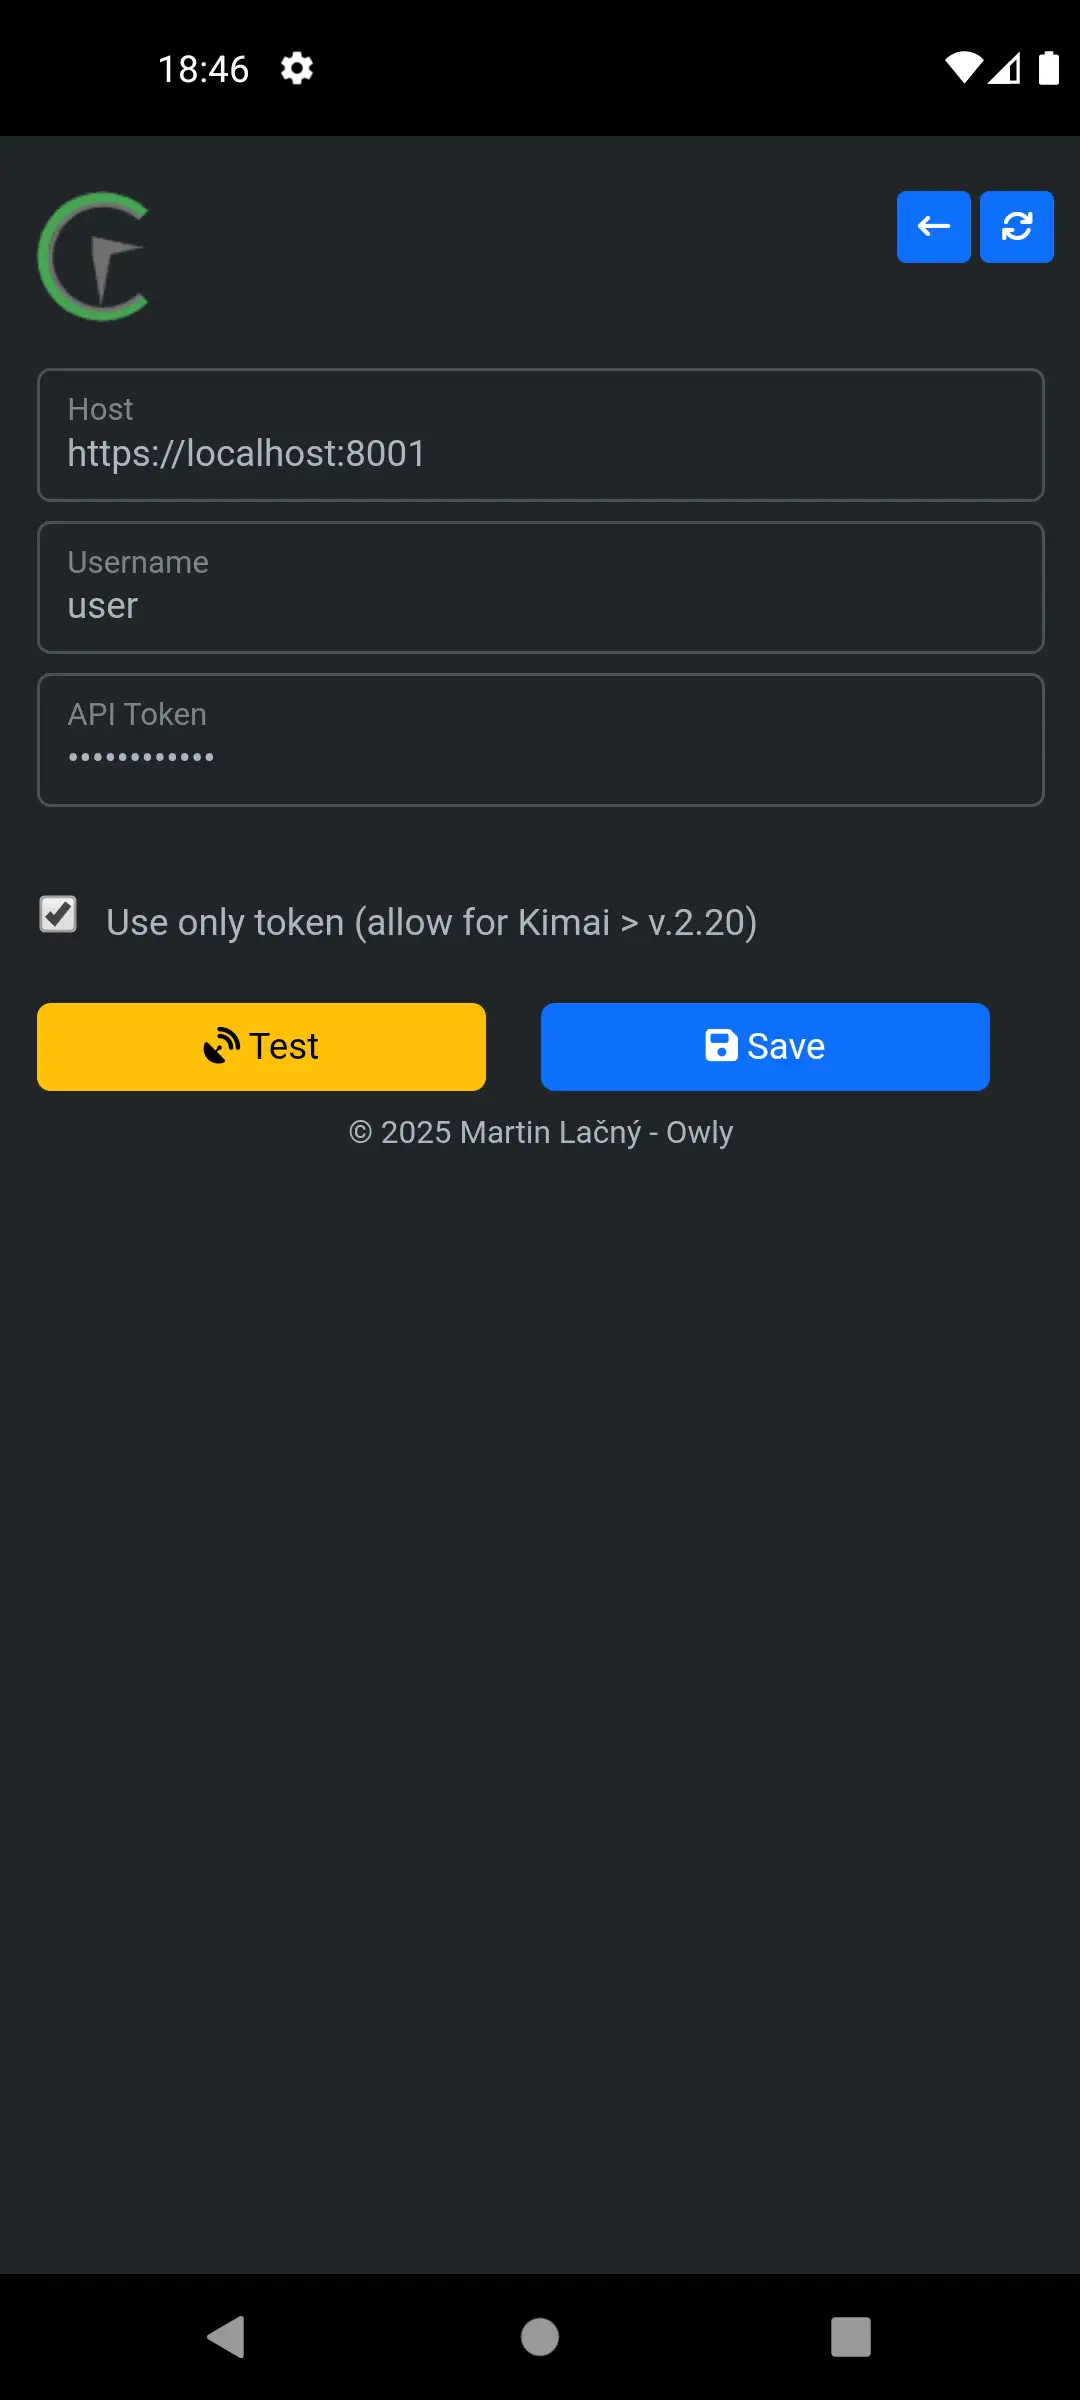 18:46
Host
https://localhost:8001
Username
user
API Token
••••••••••••
Use only token (allow for Kimai > v.2.20)
Test
Save
© 2025 Martin Lačný - Owly